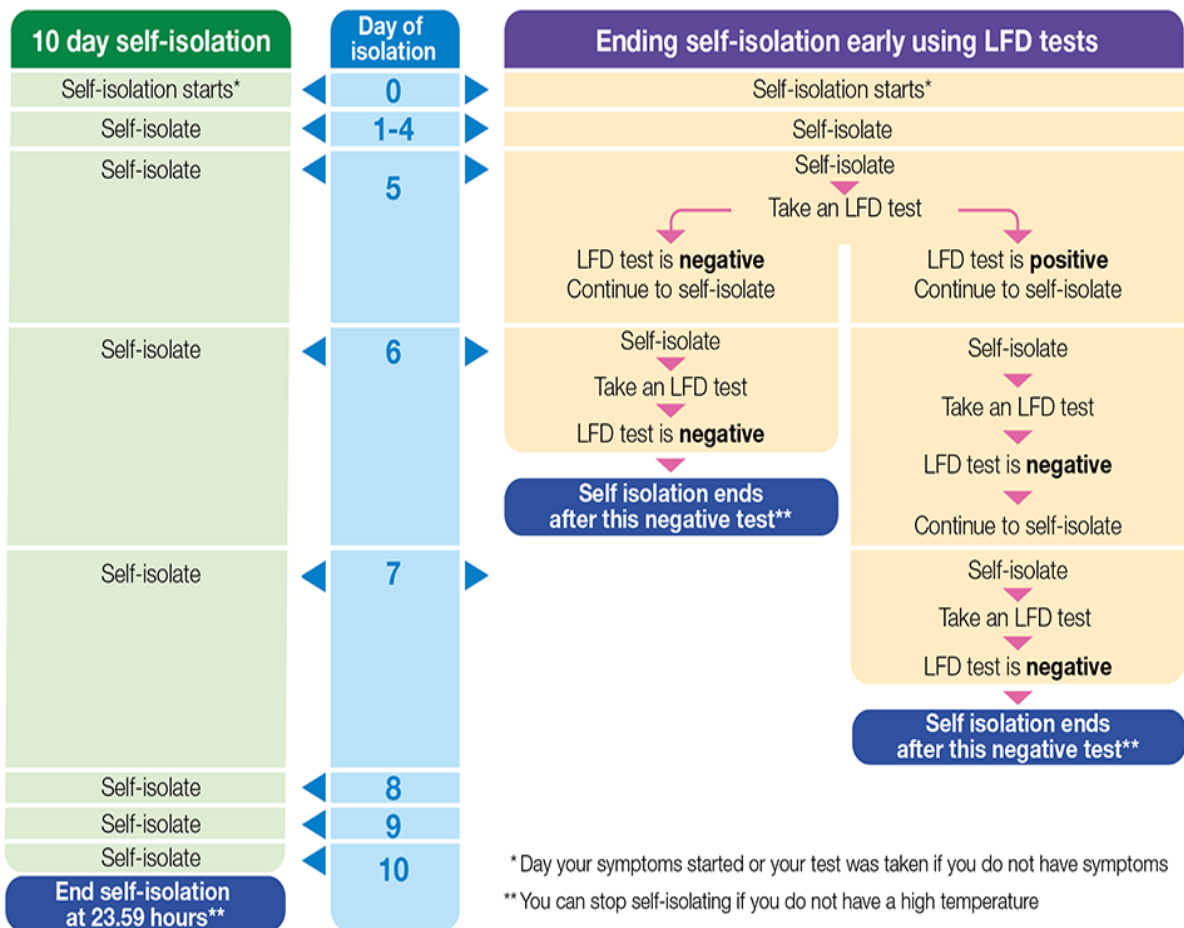 10 day self-isolation
Day of
isolation
Ending self-isolation early using LFD tests
Self-isolation starts*
0
Self-isolation starts*
Self-isolate
1-4
Self-isolate
Self-isolate
5
Self-isolate
Take an LFD test
LFD test is negative
Continue to self-isolate
LFD test is positive
Continue to self-isolate
Self-isolate
6
Self-isolate
Take an LFD test
LFD test is negative
Self isolation ends
after this negative test**
Self-isolate
Take an LFD test
LFD test is negative
Continue to self-isolate
Self-isolate
7
Self-isolate
Take an LFD test
LFD test is negative
Self isolation ends
after this negative test**
Self-isolate
8
Self-isolate
9
Self-isolate
10
End self-isolation
at 23.59 hours**
* Day your symptoms started or your test was taken if you do not have symptoms
** You can stop self-isolating if you do not have a high temperature